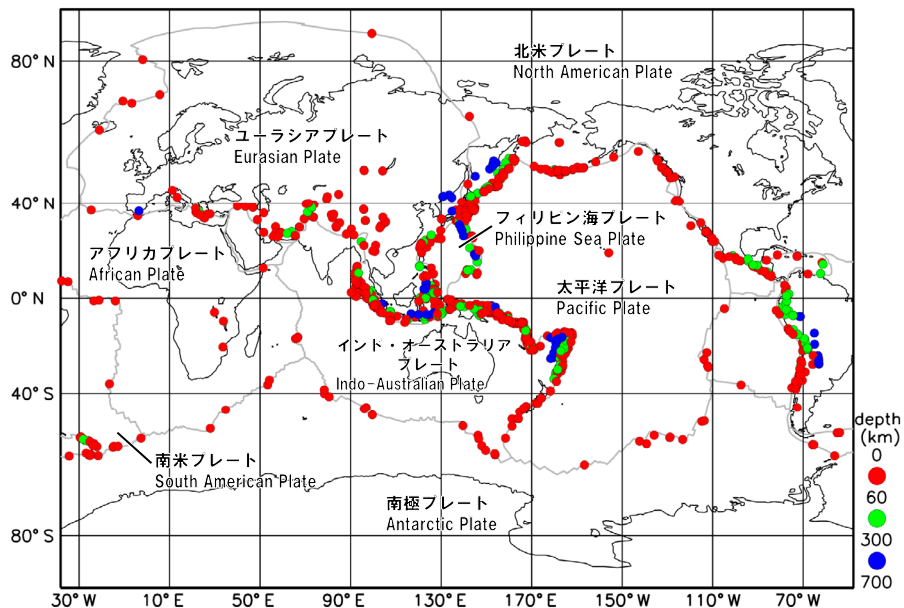 80° N
北米プレート
North American Plate
ユーラシアプレート
Eurasian Plate
40° N
フィリピン海プレート
Philippine Sea Plate
アフリカプレート
African Plate
0° N
太平洋プレート
Pacific Plate
インド・オーストラリア
プレート
Indo-Australian Plate
40° S
南米プレート
South American Plate
南極プレート
Antarctic Plate
80° S
depth
(km)
0
60
300
700
30° W
10° E
50° E
90° E
130° E
170° E
150° W
110° W
70° W